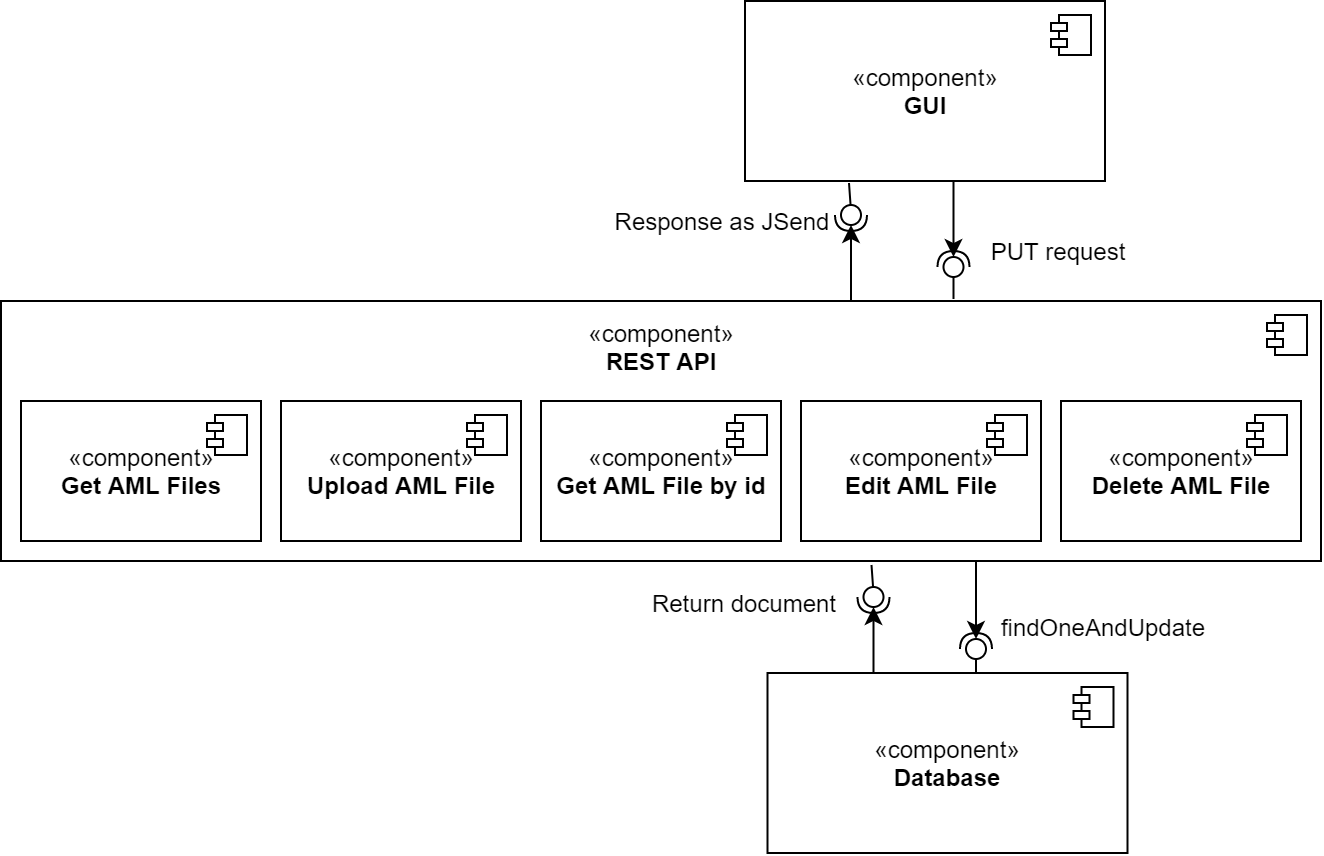 «component»
GUI
Response as JSend
PUT request
«component»
REST API
«component»
Get AML Files
«component»
Upload AML File
«component»
Get AML File by id
«component»
Edit AML File
«component»
Delete AML File
Return document
findOneAndUpdate
«component»
Database